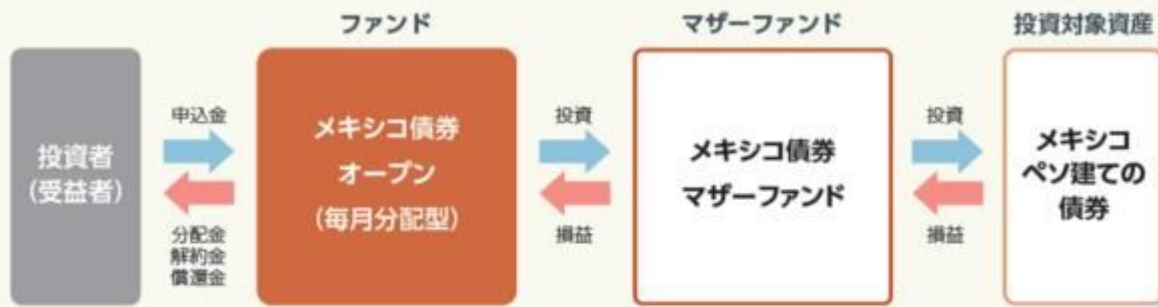 ファンド
マザーファンド
投資対象資産
投資者
(受益者)
申込金
分配金
解約金
償還金
メキシコ債券
オープン
(毎月分配型)
投資
損益
メキシコ債券
マザーファンド
投資
損益
メキシコ
ペソ建ての
債券